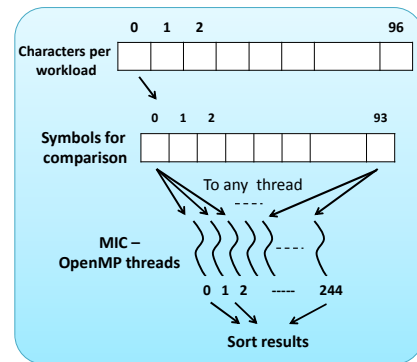 0 1 2 96
Characters per
workload
0 1 2 93
Symbols for
comparison
To any thread
-----
MIC –
OpenMP threads
-----
0 1 2 ----- 244
Sort results